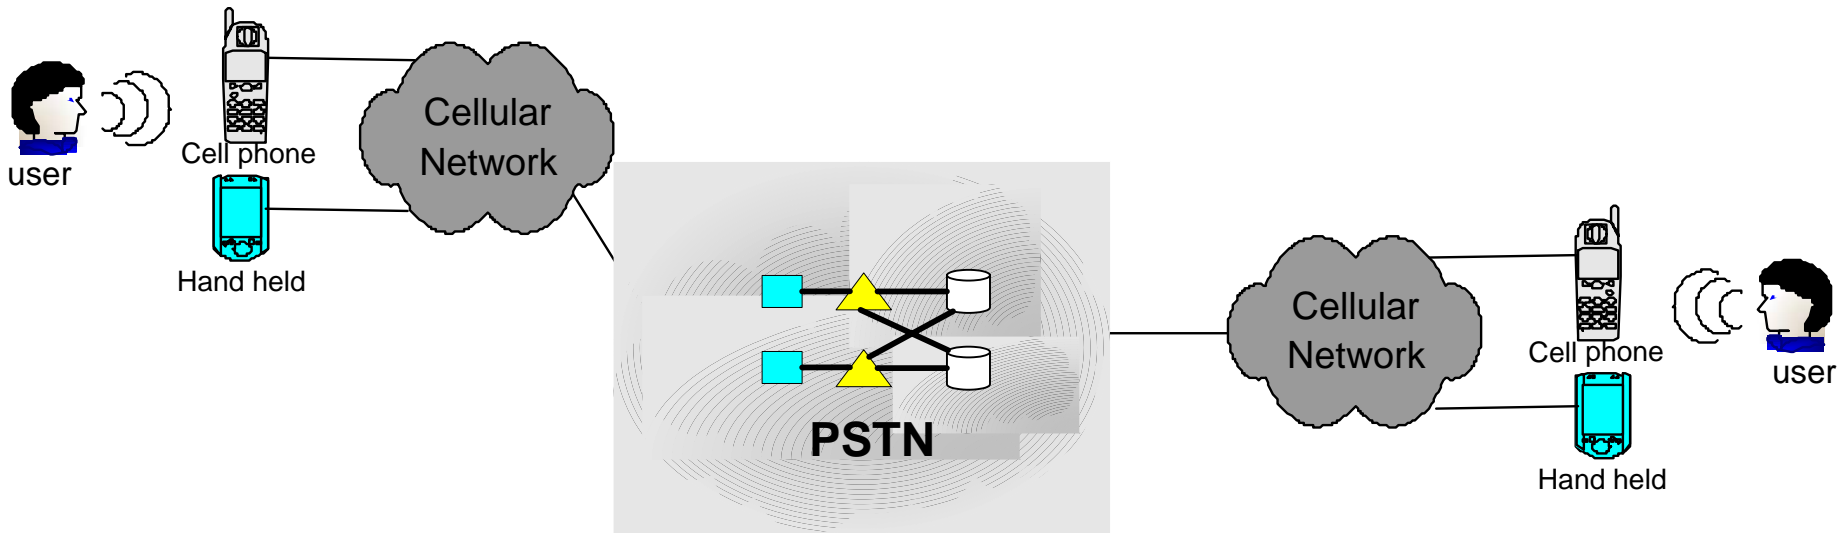 Cellular
Network
Cell phone
user
Hand held
PSTN
Cellular
Network
Cell phone
user
Hand held